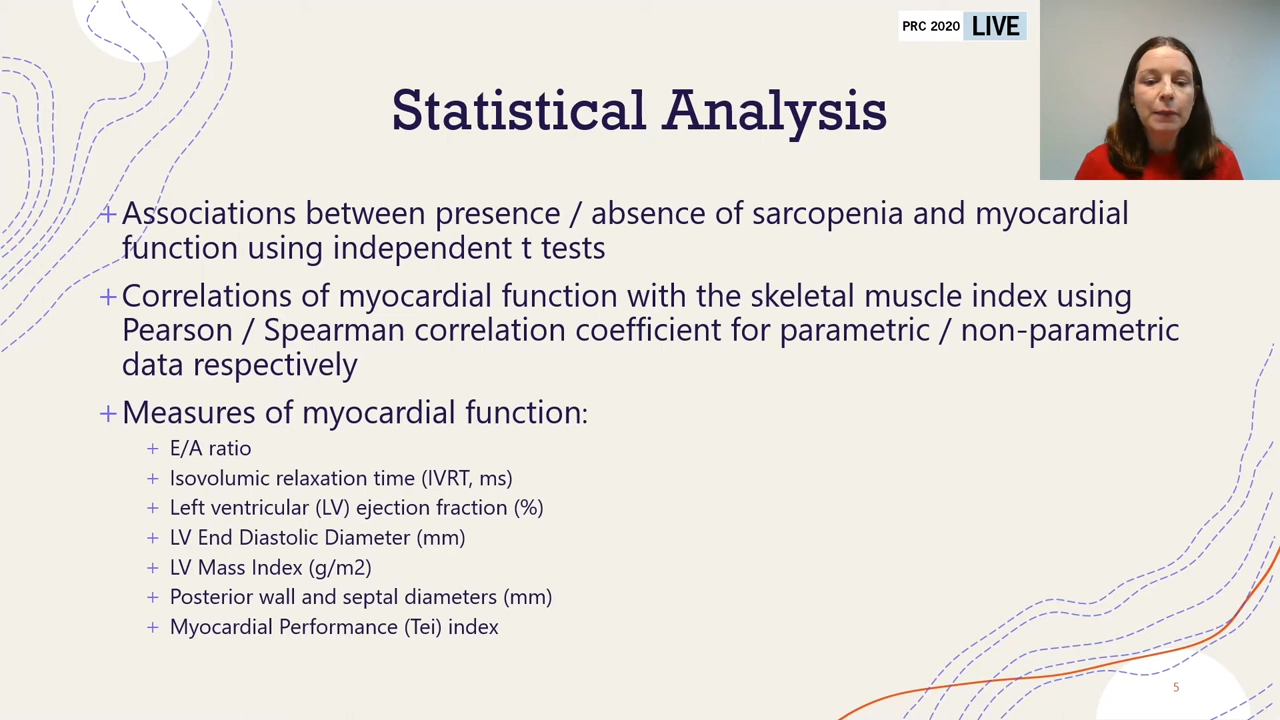 PRC 2020 LIVE
Statistical Analysis
+ Associations between presence / absence of sarcopenia and myocardial
function using independent t tests
+ Correlations of myocardial function with the skeletal muscle index using
Pearson / Spearman correlation coefficient for parametric / non-parametric
data respectively
+ Measures of myocardial function:
+ E/A ratio
+ Isovolumic relaxation time (IVRT, ms)
+ Left ventricular (LV) ejection fraction (%)
+ LV End Diastolic Diameter (mm)
+ LV Mass Index (g/m2)
+ Posterior wall and septal diameters (mm)
+ Myocardial Performance (Tei) index
5